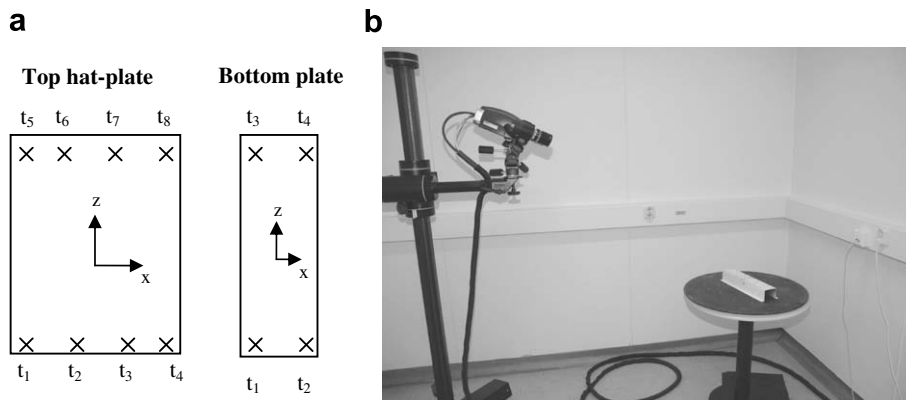 a
b
Top hat-plate
Bottom plate
t5 t6 t7 t8
t3 t4
z
x
z
x
t1 t2 t3 t4
t1 t2